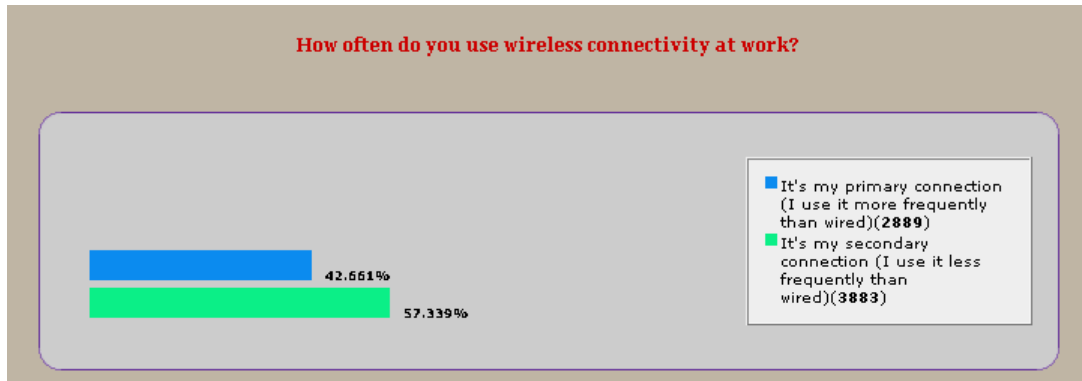 How often do you use wireless connectivity at work?
It's my primary connection
(I use it more frequently
than wired)(2889)
It's my secondary
connection (I use it less
frequently than
wired)(3883)
42.661%
57.339%